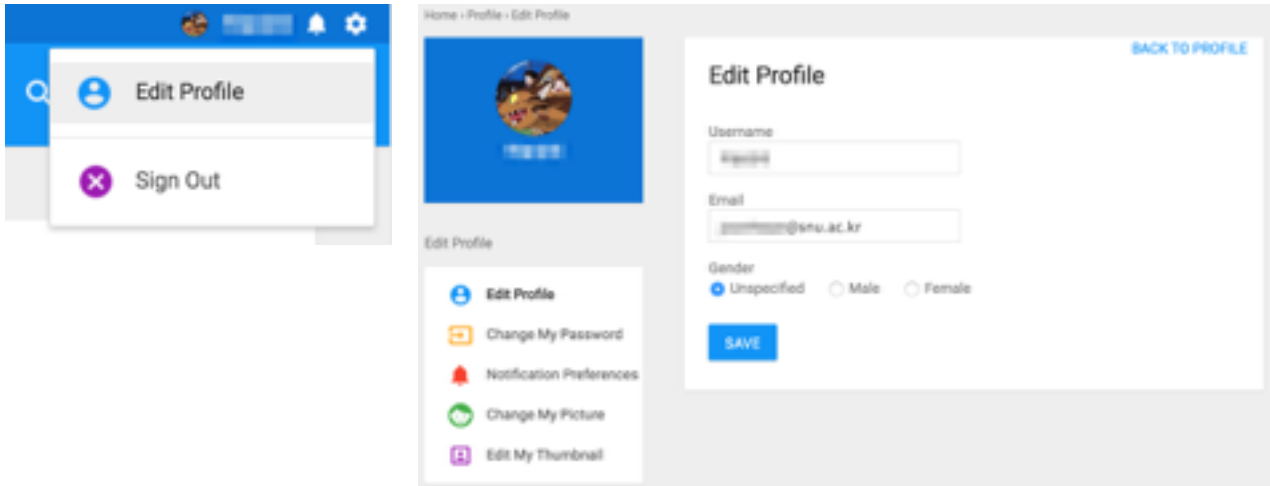 Edit Profile
Sign Out
Home › Profile › Edit Profile
Edit Profile
Edit Profile
Change My Password
Notification Preferences
Change My Picture
Edit My Thumbnail
BACK TO PROFILE
Edit Profile
Username
Email
@snu.ac.kr
Gender
Unspecified Male Female
SAVE